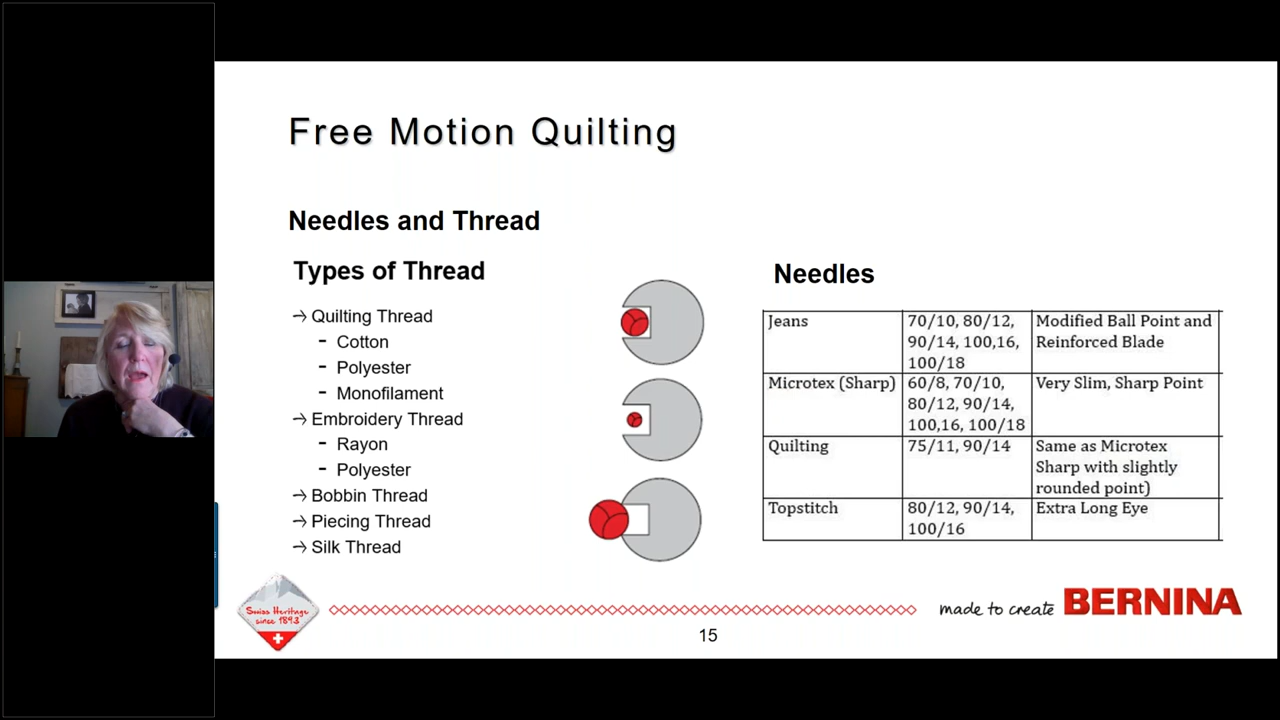 Free Motion Quilting
Needles and Thread
Types of Thread
→ Quilting Thread
- Cotton
- Polyester
- Monofilament
→ Embroidery Thread
- Rayon
- Polyester
→ Bobbin Thread
→ Piecing Thread
→ Silk Thread
Needles
Jeans
70/10, 80/12,
90/14, 100,16,
100/18
Modified Ball Point and
Reinforced Blade
Microtex (Sharp)
60/8, 70/10,
80/12, 90/14,
100,16, 100/18
Very Slim, Sharp Point
Quilting
75/11, 90/14
Same as Microtex
Sharp with slightly
rounded point)
Topstitch
80/12, 90/14,
100/16
Extra Long Eye
Swiss Heritage
since 1893
made to create BERNINA
15